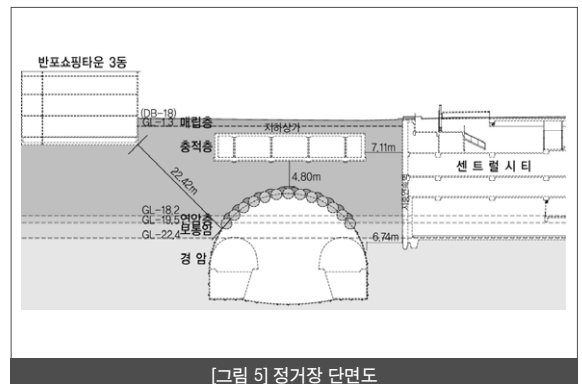 반포쇼핑타운 3동
(DB-18)
GL-1.3 매립층
지하상가
충적층
7.11m
센트럴시티
22.42m
4.80m
GL-18.2
GL-19.5 연암층
보통암
GL-22.4
6.74m
경암
[그림 5] 정거장 단면도